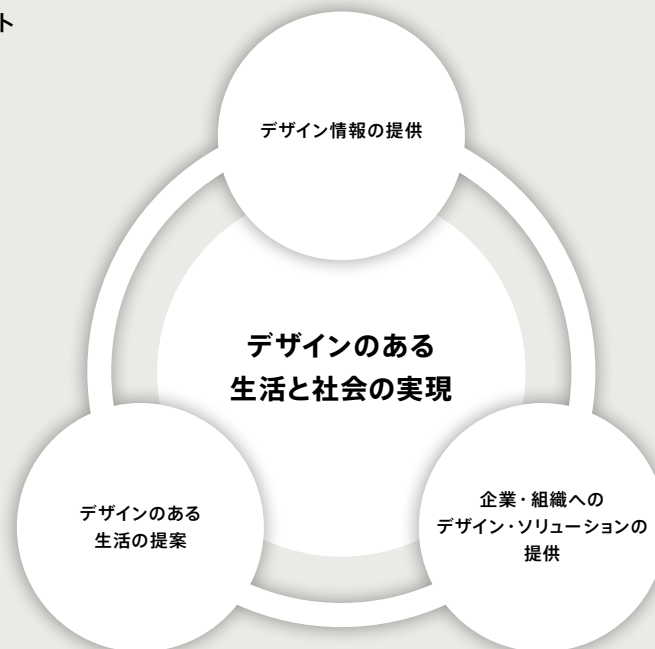 ト
デザイン情報の提供
デザインのある
生活と社会の実現
デザインのある
生活の提案
企業・組織への
デザイン・ソリューションの
提供